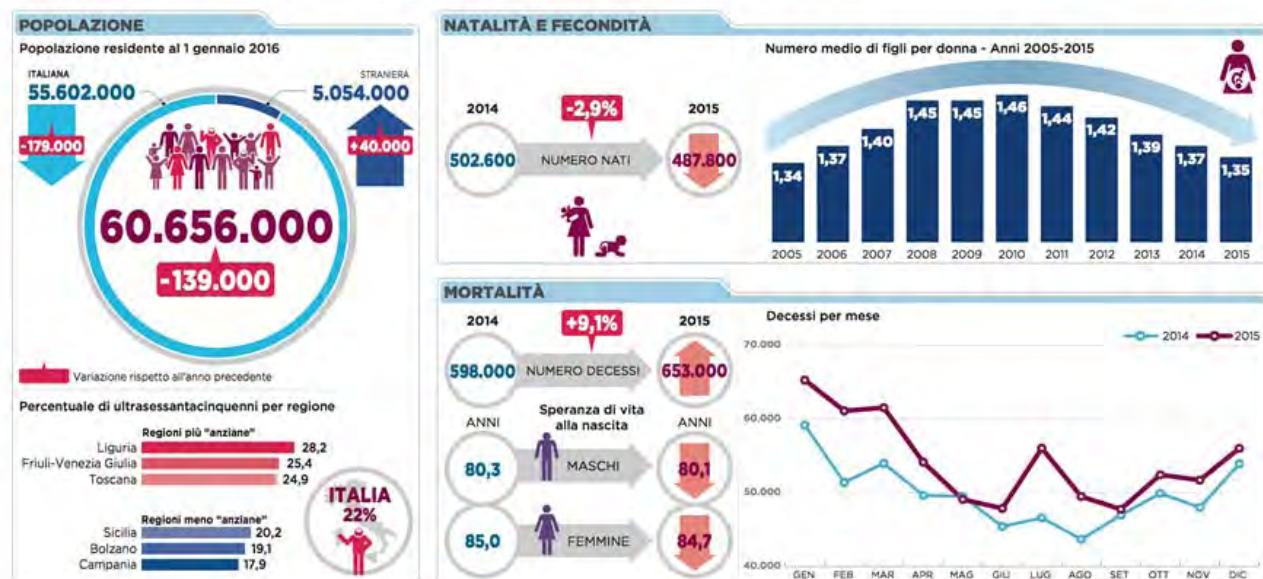 POPOLAZIONE
Popolazione residente al 1 gennaio 2016
ITALIANA
55.602.000
STRANIERA
5.054.000
-179.000
+40.000
60.656.000
-139.000
Variazione rispetto all'anno precedente
Percentuale di ultrasessantacinquenni per regione
Regioni più "anziane"
Liguria 28,2
Friuli-Venezia Giulia 25,4
Toscana 24,9
Regioni meno "anziane"
Sicilia 20,2
Bolzano 19,1
Campania 17,9
ITALIA
22%
NATALITÀ E FECONDITÀ
2014
-2,9%
2015
502.600
NUMERO NATI
487.800
Numero medio di figli per donna - Anni 2005-2015
1,34
1,37
1,40
1,45
1,45
1,46
1,44
1,42
1,39
1,37
1,35
2005 2006 2007 2008 2009 2010 2011 2012 2013 2014 2015
MORTALITÀ
2014
+9,1%
2015
598.000
NUMERO DECESSI
653.000
ANNI
Speranza di vita
alla nascita
ANNI
80,3
MASCHI
80,1
85,0
FEMMINE
84,7
Decessi per mese
2014 2015
70.000
60.000
50.000
40.000
GEN FEB MAR APR MAG GIU LUG AGO SET OTT NOV DIC